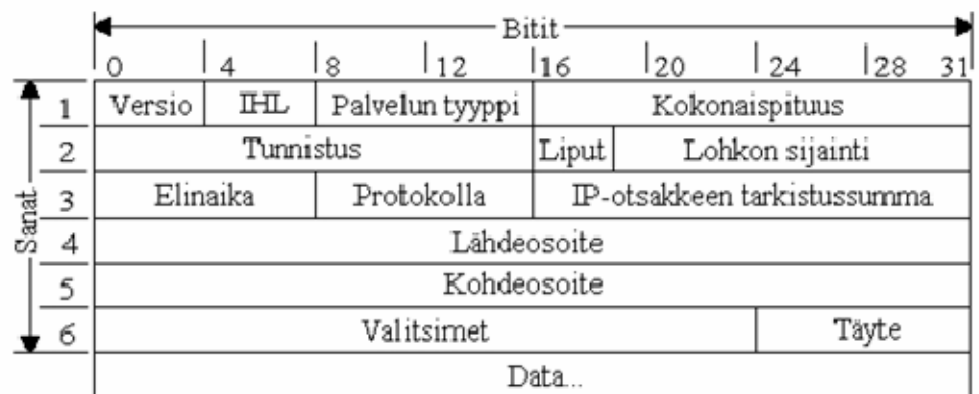 Bitit
0 4 8 12 16 20 24 28 31
Sanat
1 Versio IHL Palvelun tyyppi Kokonaispituus
2 Tunnistus Liput Lohkon sijainti
3 Elinaika Protokolla IP-otsakkeen tarkistussumma
4 Lähdeosoite
5 Kohdeosoite
6 Valitsimet Täyte
Data...